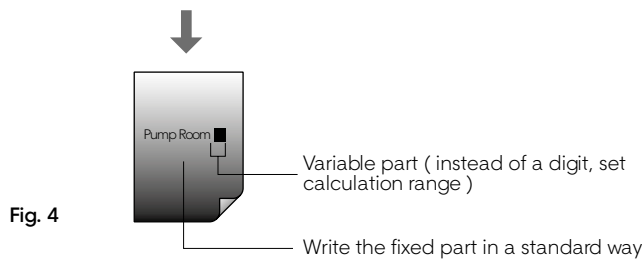 Pump Room
Variable part ( instead of a digit, set
calculation range )
Fig. 4
Write the fixed part in a standard way